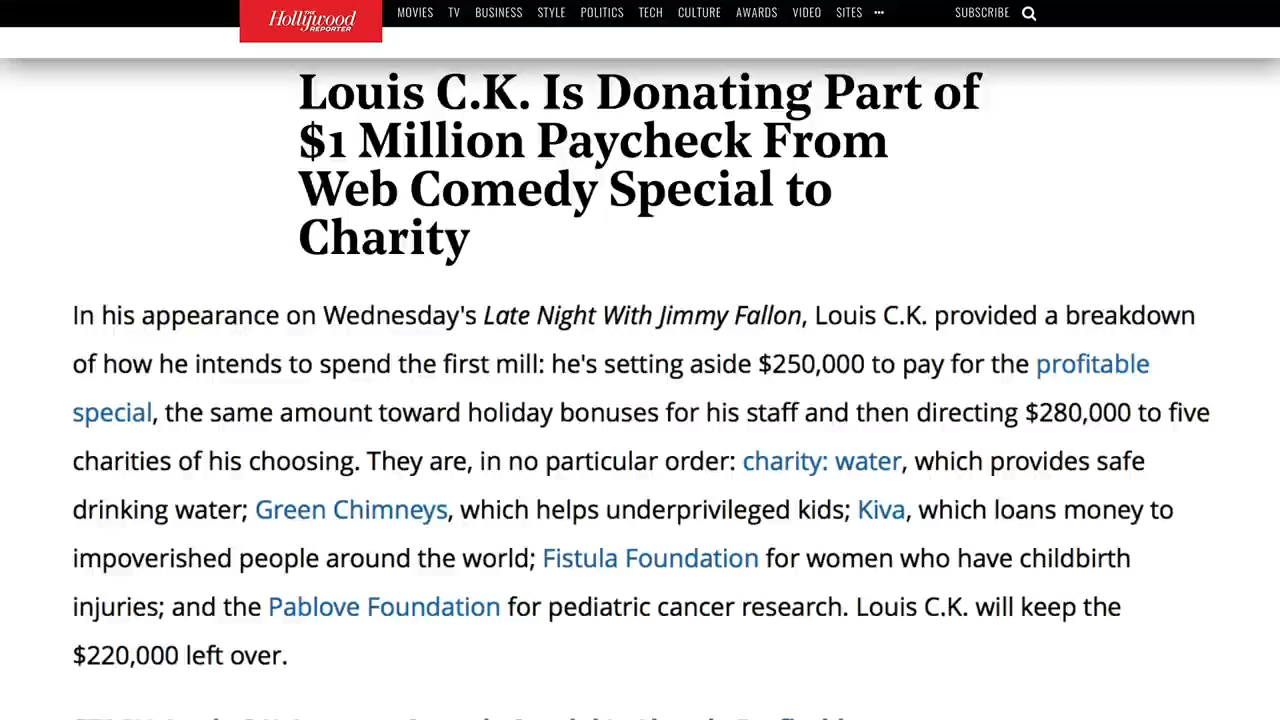 THE
Hollywood
REPORTER
MOVIES TV BUSINESS STYLE POLITICS TECH CULTURE AWARDS VIDEO SITES ••• SUBSCRIBE
Louis C.K. Is Donating Part of
$1 Million Paycheck From
Web Comedy Special to
Charity
In his appearance on Wednesday's Late Night With Jimmy Fallon, Louis C.K. provided a breakdown
of how he intends to spend the first mill: he's setting aside $250,000 to pay for the profitable
special, the same amount toward holiday bonuses for his staff and then directing $280,000 to five
charities of his choosing. They are, in no particular order: charity: water, which provides safe
drinking water; Green Chimneys, which helps underprivileged kids; Kiva, which loans money to
impoverished people around the world; Fistula Foundation for women who have childbirth
injuries; and the Pablove Foundation for pediatric cancer research. Louis C.K. will keep the
$220,000 left over.